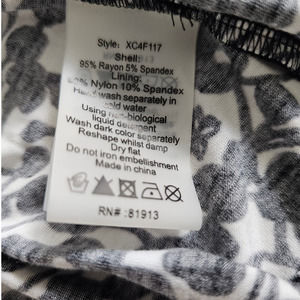 Style: XC4F117
Shell:
95% Rayon 5% Spandex
Lining:
90% Nylon 10% Spandex
Hand wash separately in
cold water
Using non-biological
liquid detergent
Wash dark color separately
Reshape whilst damp
Dry flat
Do not iron embellishment
Made in china
RN# :81913